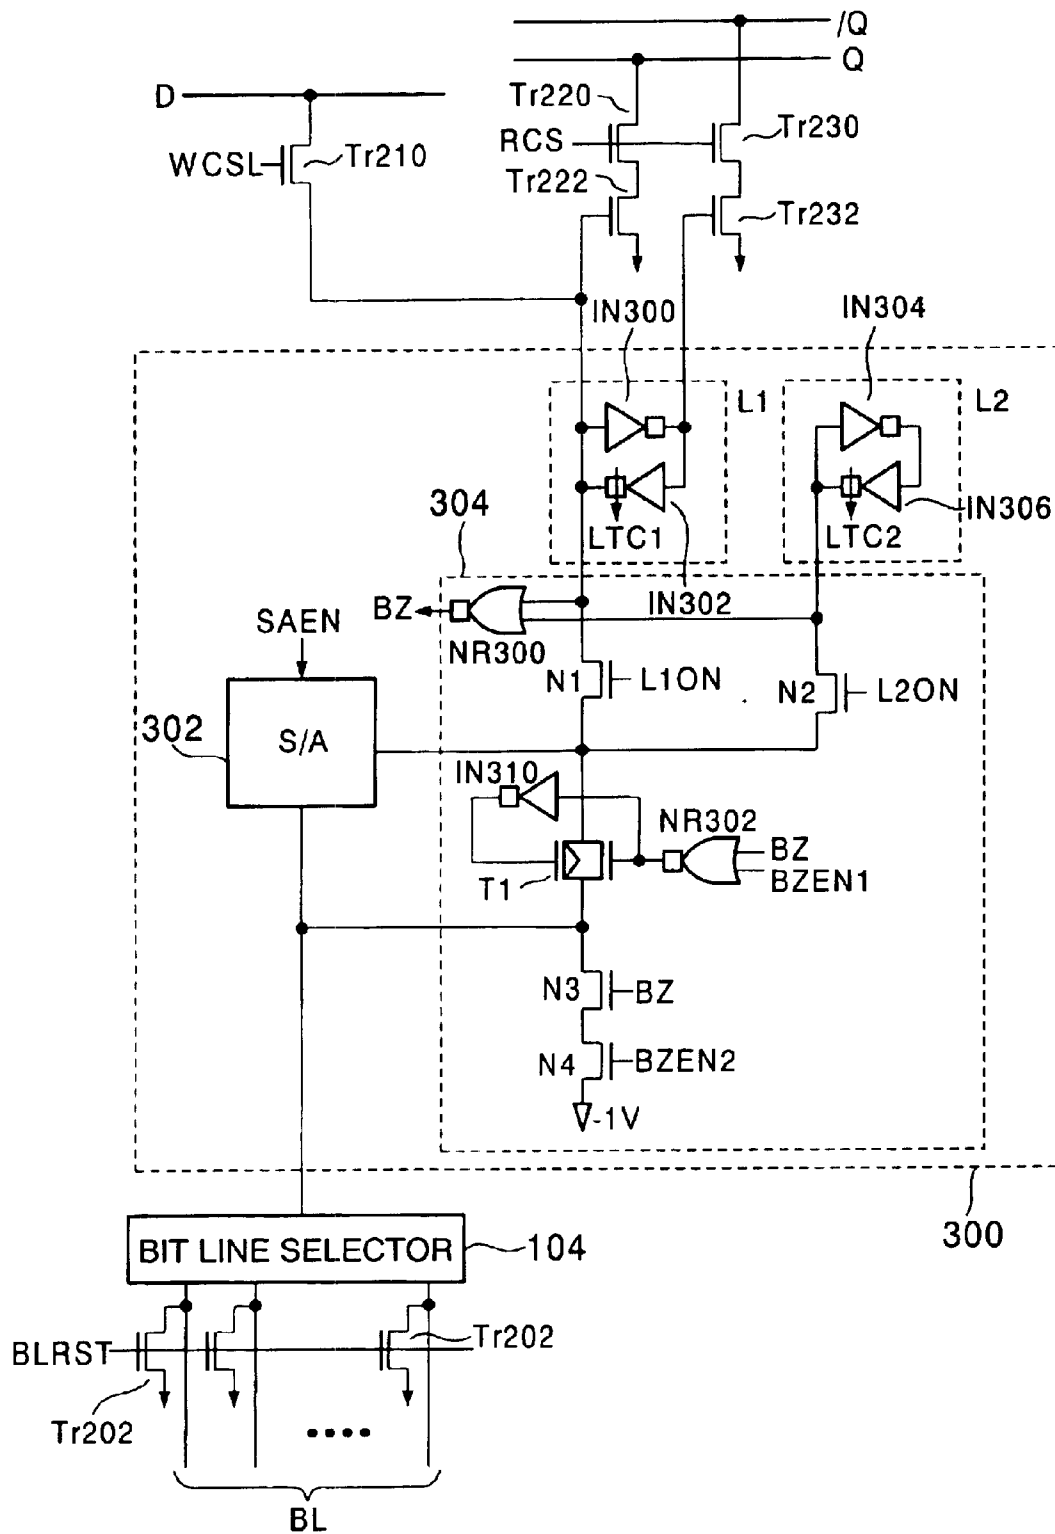 /Q
Q
D
Tr220
RCS
Tr230
WCSL
Tr210
Tr222
Tr232
IN300
IN304
L1
L2
304
LTC1
LTC2
IN306
BZ
IN302
SAEN
NR300
N1
L1ON
N2
L2ON
302
S/A
IN310
NR302
BZ
BZEN1
T1
N3
BZ
N4
BZEN2
-1V
BIT LINE SELECTOR
104
300
BLRST
Tr202
Tr202
BL